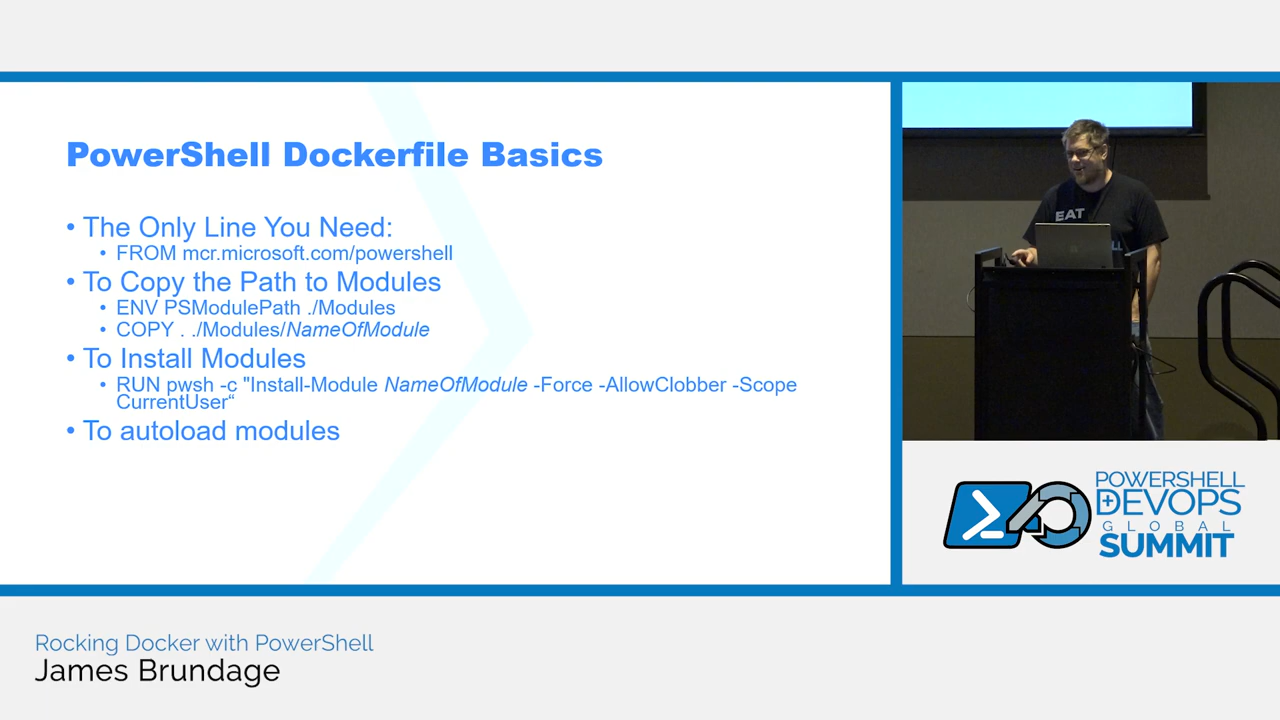 PowerShell Dockerfile Basics
• The Only Line You Need:
• FROM mcr.microsoft.com/powershell
• To Copy the Path to Modules
• ENV PSModulePath ./Modules
• COPY . ./Modules/NameOfModule
• To Install Modules
• RUN pwsh -c "Install-Module NameOfModule -Force -AllowClobber -Scope
CurrentUser“
• To autoload modules
EAT
POWERSHELL
+DEVOPS
GLOBAL
SUMMIT
Rocking Docker with PowerShell
James Brundage